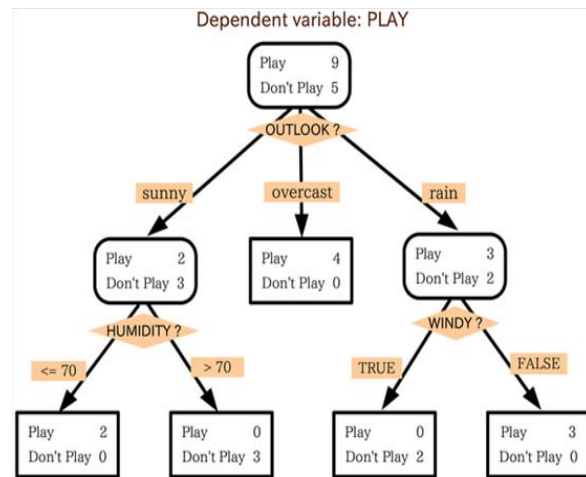 Dependent variable: PLAY
Play 9
Don't Play 5
OUTLOOK ?
sunny
overcast
rain
Play 2
Don't Play 3
Play 4
Don't Play 0
Play 3
Don't Play 2
HUMIDITY ?
WINDY ?
<= 70
> 70
TRUE
FALSE
Play 2
Don't Play 0
Play 0
Don't Play 3
Play 0
Don't Play 2
Play 3
Don't Play 0